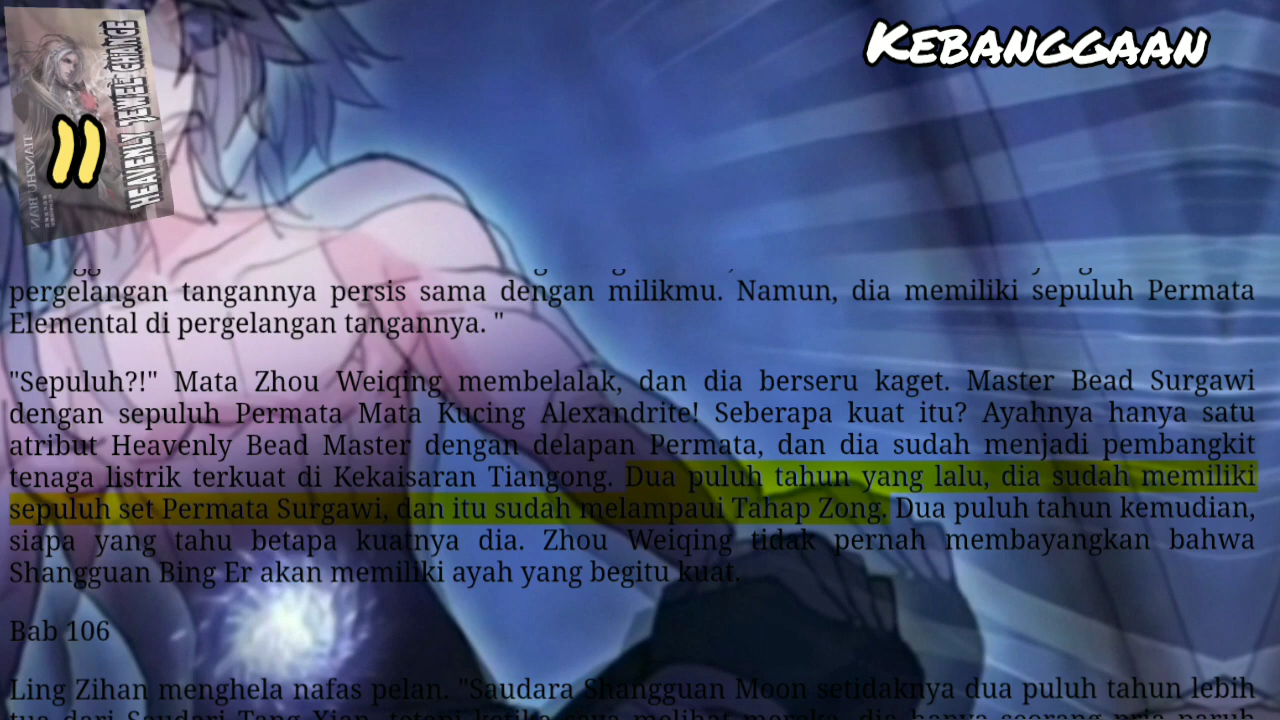 KEBANGGAAN
HEAVENLY JEWEL CHANGE
11
pergelangan tangannya persis sama dengan milikmu. Namun, dia memiliki sepuluh Permata
Elemental di pergelangan tangannya. "
"Sepuluh?!" Mata Zhou Weiqing membelalak, dan dia berseru kaget. Master Bead Surgawi
dengan sepuluh Permata Mata Kucing Alexandrite! Seberapa kuat itu? Ayahnya hanya satu
atribut Heavenly Bead Master dengan delapan Permata, dan dia sudah menjadi pembangkit
tenaga listrik terkuat di Kekaisaran Tiangong. Dua puluh tahun yang lalu, dia sudah memiliki
sepuluh set Permata Surgawi, dan itu sudah melampaui Tahap Zong. Dua puluh tahun kemudian,
siapa yang tahu betapa kuatnya dia. Zhou Weiqing tidak pernah membayangkan bahwa
Shangguan Bing Er akan memiliki ayah yang begitu kuat.
Bab 106
Ling Zihan menghela nafas pelan. "Saudara Shangguan Moon setidaknya dua puluh tahun lebih